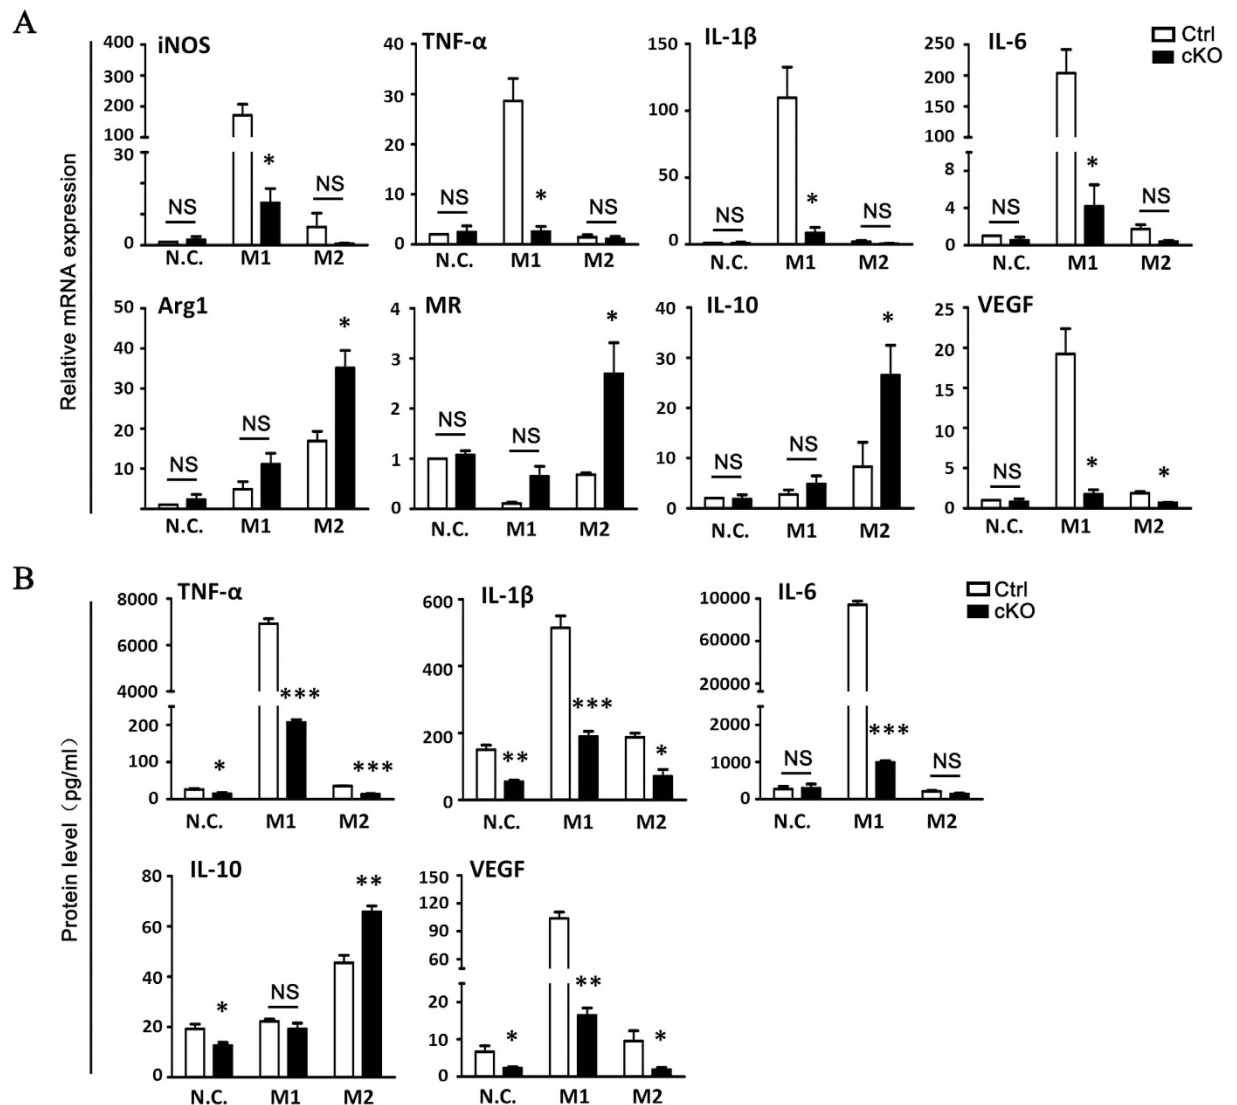 A
Relative mRNA expression
iNOS
400
300
200
100
30
0
NS
*
NS
N.C. M1 M2
TNF-α
40
30
20
10
0
NS
*
NS
N.C. M1 M2
IL-1β
150
100
50
0
NS
*
NS
N.C. M1 M2
IL-6
250
200
150
100
8
4
0
NS
*
NS
N.C. M1 M2
Ctrl
cKO
Arg1
50
40
30
20
10
NS
NS
*
N.C. M1 M2
MR
4
3
2
1
0
NS
NS
*
N.C. M1 M2
IL-10
40
30
20
10
0
NS
NS
*
N.C. M1 M2
VEGF
25
20
15
10
5
0
NS
*
*
N.C. M1 M2
B
Protein level (pg/ml)
TNF-α
8000
6000
4000
200
100
0
*
***
***
N.C. M1 M2
IL-1β
600
400
200
0
**
***
*
N.C. M1 M2
IL-6
10000
60000
20000
2000
1000
0
NS
***
NS
N.C. M1 M2
Ctrl
cKO
IL-10
80
60
40
20
0
*
NS
**
N.C. M1 M2
VEGF
150
120
90
60
20
10
0
*
**
*
N.C. M1 M2